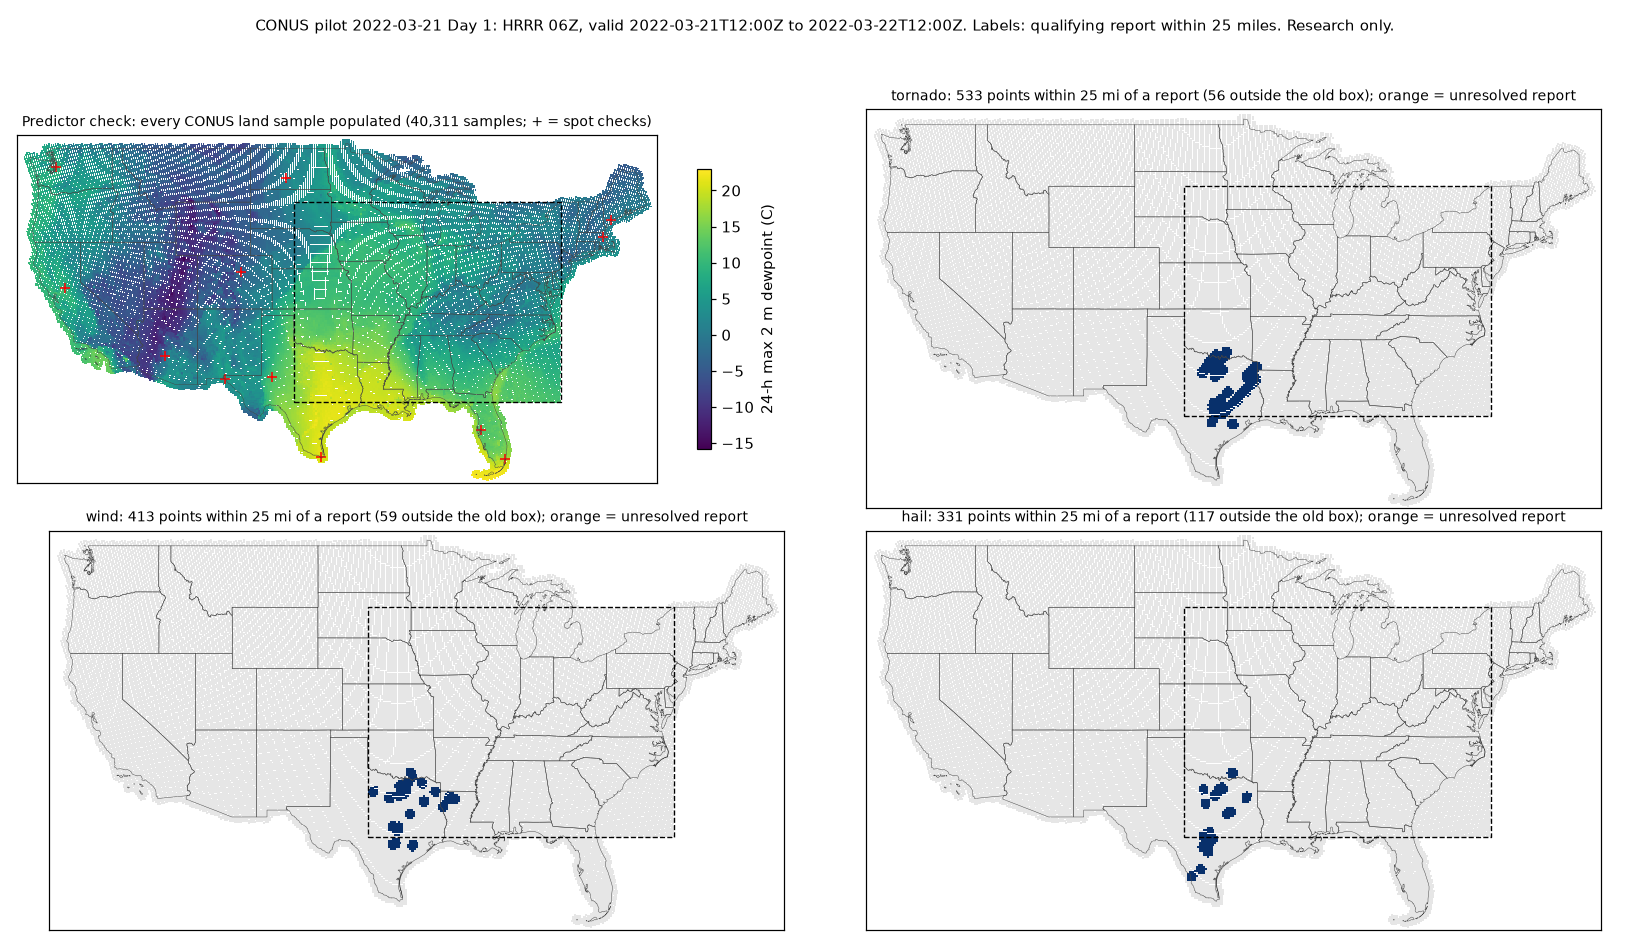 CONUS pilot 2022-03-21 Day 1: HRRR 06Z, valid 2022-03-21T12:00Z to 2022-03-22T12:00Z. Labels: qualifying report within 25 miles. Research only.
Predictor check: every CONUS land sample populated (40,311 samples; + = spot checks)
20
15
10
5
0
−5
−10
−15
24-h max 2 m dewpoint (C)
tornado: 533 points within 25 mi of a report (56 outside the old box); orange = unresolved report
wind: 413 points within 25 mi of a report (59 outside the old box); orange = unresolved report
hail: 331 points within 25 mi of a report (117 outside the old box); orange = unresolved report